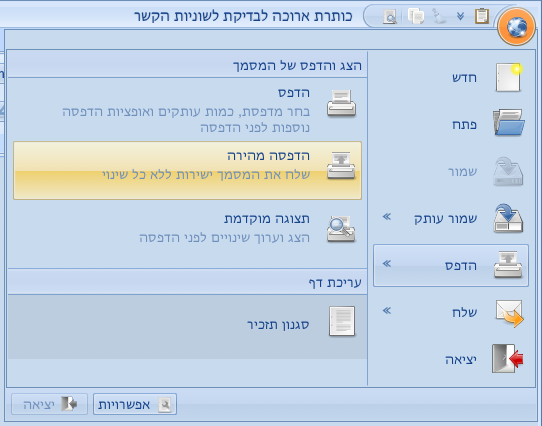 כותרת ארוכה לבדיקת לשוניות הקשר
חדש
פתח
שמור
שמור עותק
הדפס
שלח
יציאה
הצג והדפס של המסמך
הדפס
בחר מדפסת, כמות עותקים ואופציות הדפסה
נוספות לפני הדפסה
הדפסה מהירה
שלח את המסמך ישירות ללא כל שינוי
תצוגה מוקדמת
הצג וערוך שינויים לפני הדפסה
עריכת דף
סגנון תזכיר
אפשרויות
יציאה